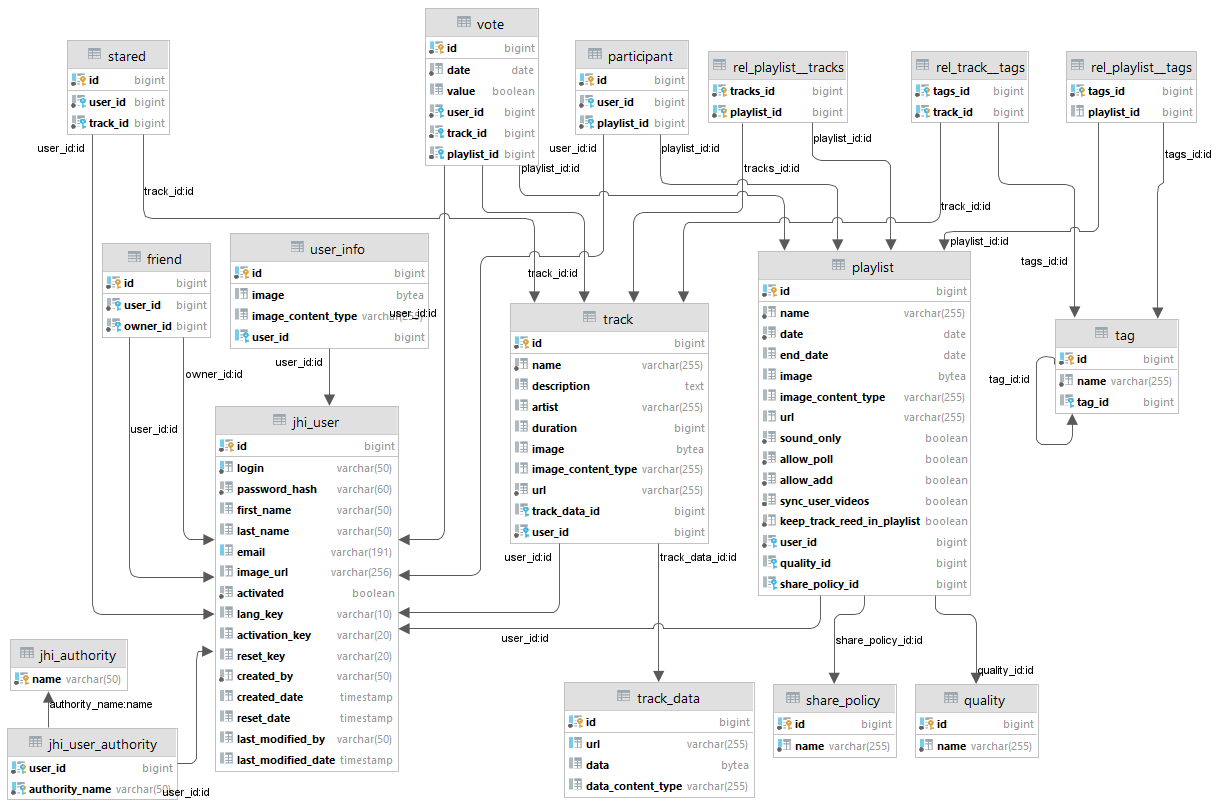 stared
id bigint
user_id bigint
track_id bigint
vote
id bigint
date date
value boolean
user_id bigint
track_id bigint
playlist_id bigint
participant
id bigint
user_id bigint
playlist_id bigint
rel_playlist__tracks
tracks_id bigint
playlist_id bigint
rel_track__tags
tags_id bigint
track_id bigint
rel_playlist__tags
tags_id bigint
playlist_id bigint
user_id:id
track_id:id
playlist_id:id
user_id:id
playlist_id:id
tracks_id:id
playlist_id:id
track_id:id
tags_id:id
playlist_id:id
tags_id:id
track_id:id
friend
id bigint
user_id bigint
owner_id bigint
user_info
id bigint
image bytea
image_content_type varchar(255)
user_id bigint
user_id:id
user_id:id
owner_id:id
user_id:id
track
id bigint
name varchar(255)
description text
artist varchar(255)
duration bigint
image bytea
image_content_type varchar(255)
url varchar(255)
track_data_id bigint
user_id bigint
playlist
id bigint
name varchar(255)
date date
end_date date
image bytea
image_content_type varchar(255)
url varchar(255)
sound_only boolean
allow_poll boolean
allow_add boolean
sync_user_videos boolean
keep_track_reed_in_playlist boolean
user_id bigint
quality_id bigint
share_policy_id bigint
tag
id bigint
name varchar(255)
tag_id bigint
tag_id:id
jhi_user
id bigint
login varchar(50)
password_hash varchar(60)
first_name varchar(50)
last_name varchar(50)
email varchar(191)
image_url varchar(256)
activated boolean
lang_key varchar(10)
activation_key varchar(20)
reset_key varchar(20)
created_by varchar(50)
created_date timestamp
reset_date timestamp
last_modified_by varchar(50)
last_modified_date timestamp
user_id:id
track_data_id:id
user_id:id
share_policy_id:id
quality_id:id
jhi_authority
name varchar(50)
authority_name:name
jhi_user_authority
user_id bigint
authority_name varchar(50)
user_id:id
track_data
id bigint
url varchar(255)
data bytea
data_content_type varchar(255)
share_policy
id bigint
name varchar(255)
quality
id bigint
name varchar(255)